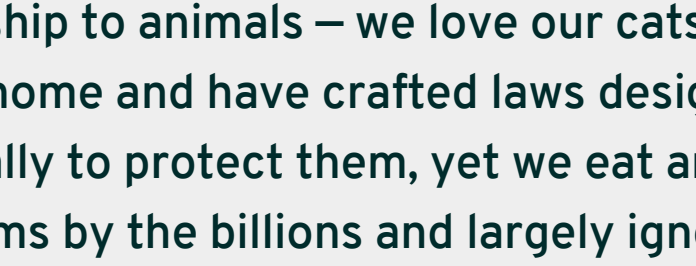 ship to animals — we love our cats
home and have crafted laws desig
ally to protect them, yet we eat an
ms by the billions and largely igno